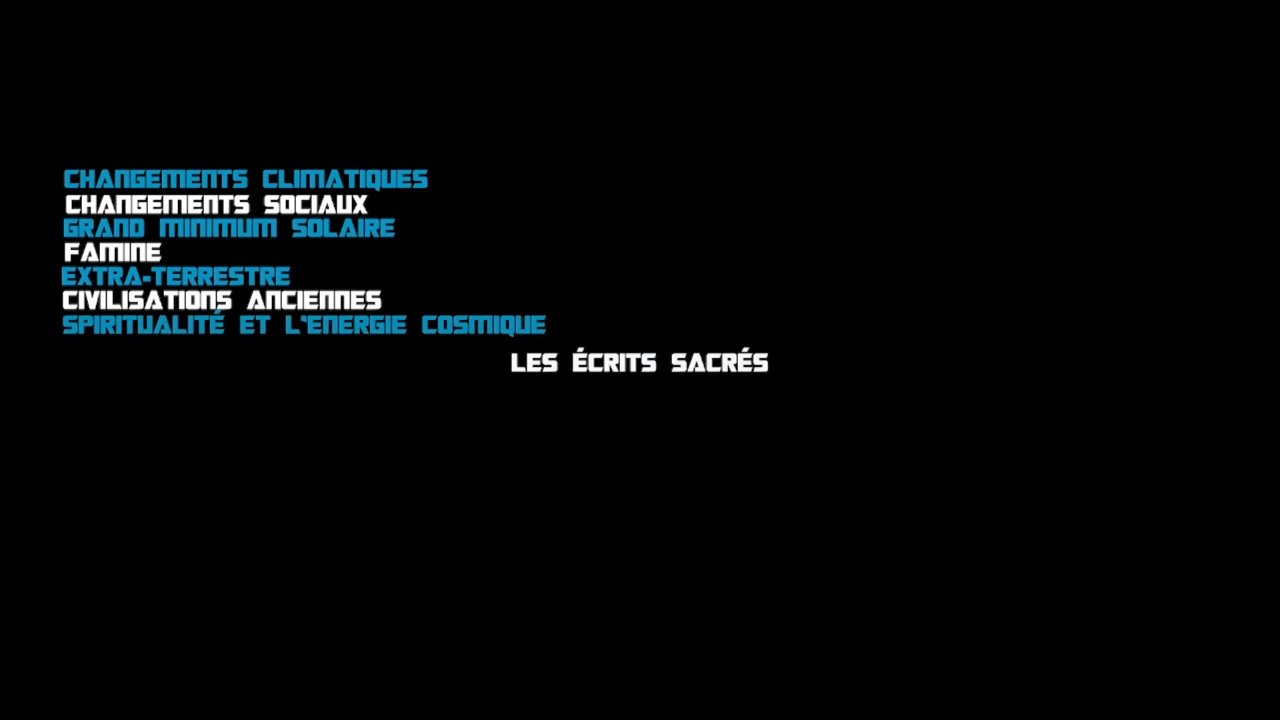 CHANGEMENTS CLIMATIQUES
CHANGEMENTS SOCIAUX
GRAND MINIMUM SOLAIRE
FAMINE
EXTRA-TERRESTRE
CIVILISATIONS ANCIENNES
SPIRITUALITÉ ET L'ENERGIE COSMIQUE
LES ÉCRITS SACRÉS